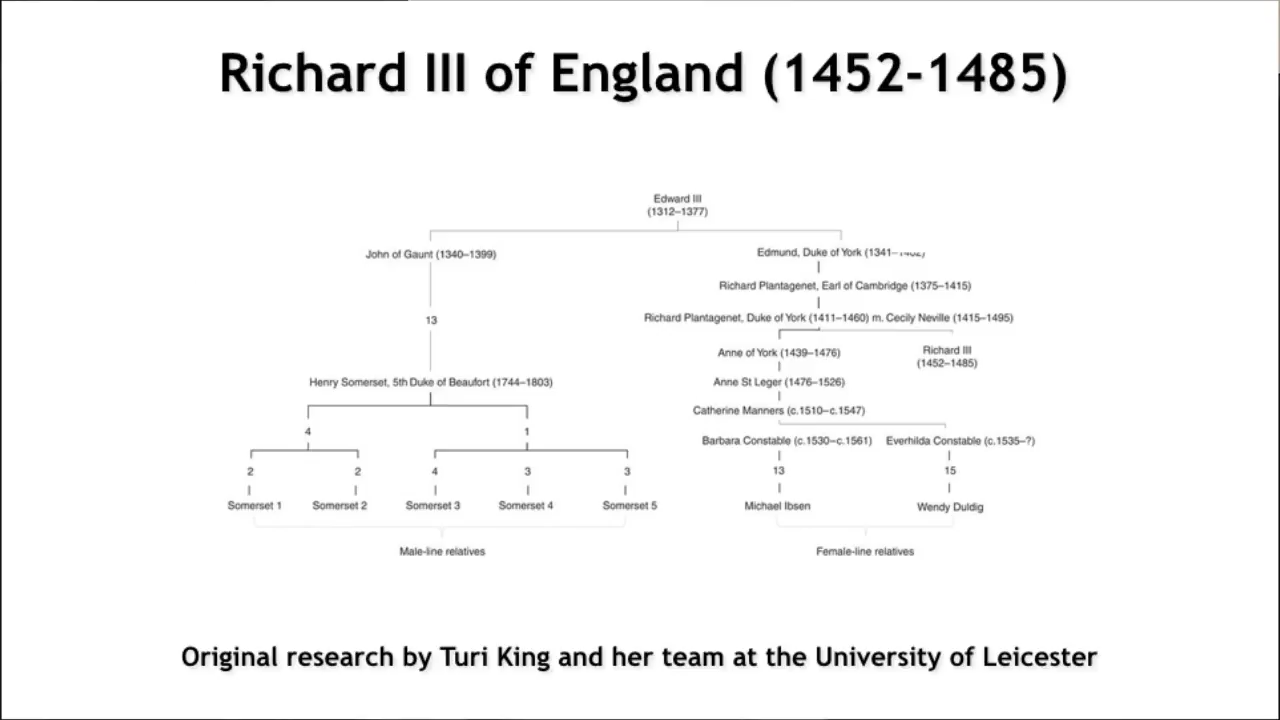 Richard III of England (1452-1485)
Edward III
(1312–1377)
John of Gaunt (1340–1399)
Edmund, Duke of York (1341–1402)
Richard Plantagenet, Earl of Cambridge (1375–1415)
13
Richard Plantagenet, Duke of York (1411–1460) m. Cecily Neville (1415–1495)
Anne of York (1439–1476)
Richard III
(1452–1485)
Henry Somerset, 5th Duke of Beaufort (1744–1803)
Anne St Leger (1476–1526)
Catherine Manners (c.1510–c.1547)
4
1
Barbara Constable (c.1530–c.1561)
Everhilda Constable (c.1535–?)
2
2
4
3
3
13
15
Somerset 1
Somerset 2
Somerset 3
Somerset 4
Somerset 5
Michael Ibsen
Wendy Duldig
Male-line relatives
Female-line relatives
Original research by Turi King and her team at the University of Leicester